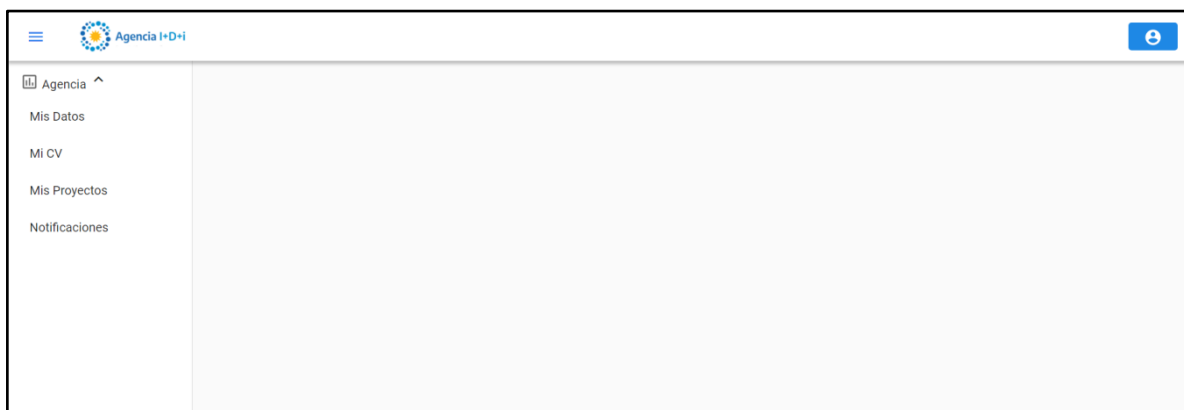 Agencia I+D+i
Agencia
Mis Datos
Mi CV
Mis Proyectos
Notificaciones